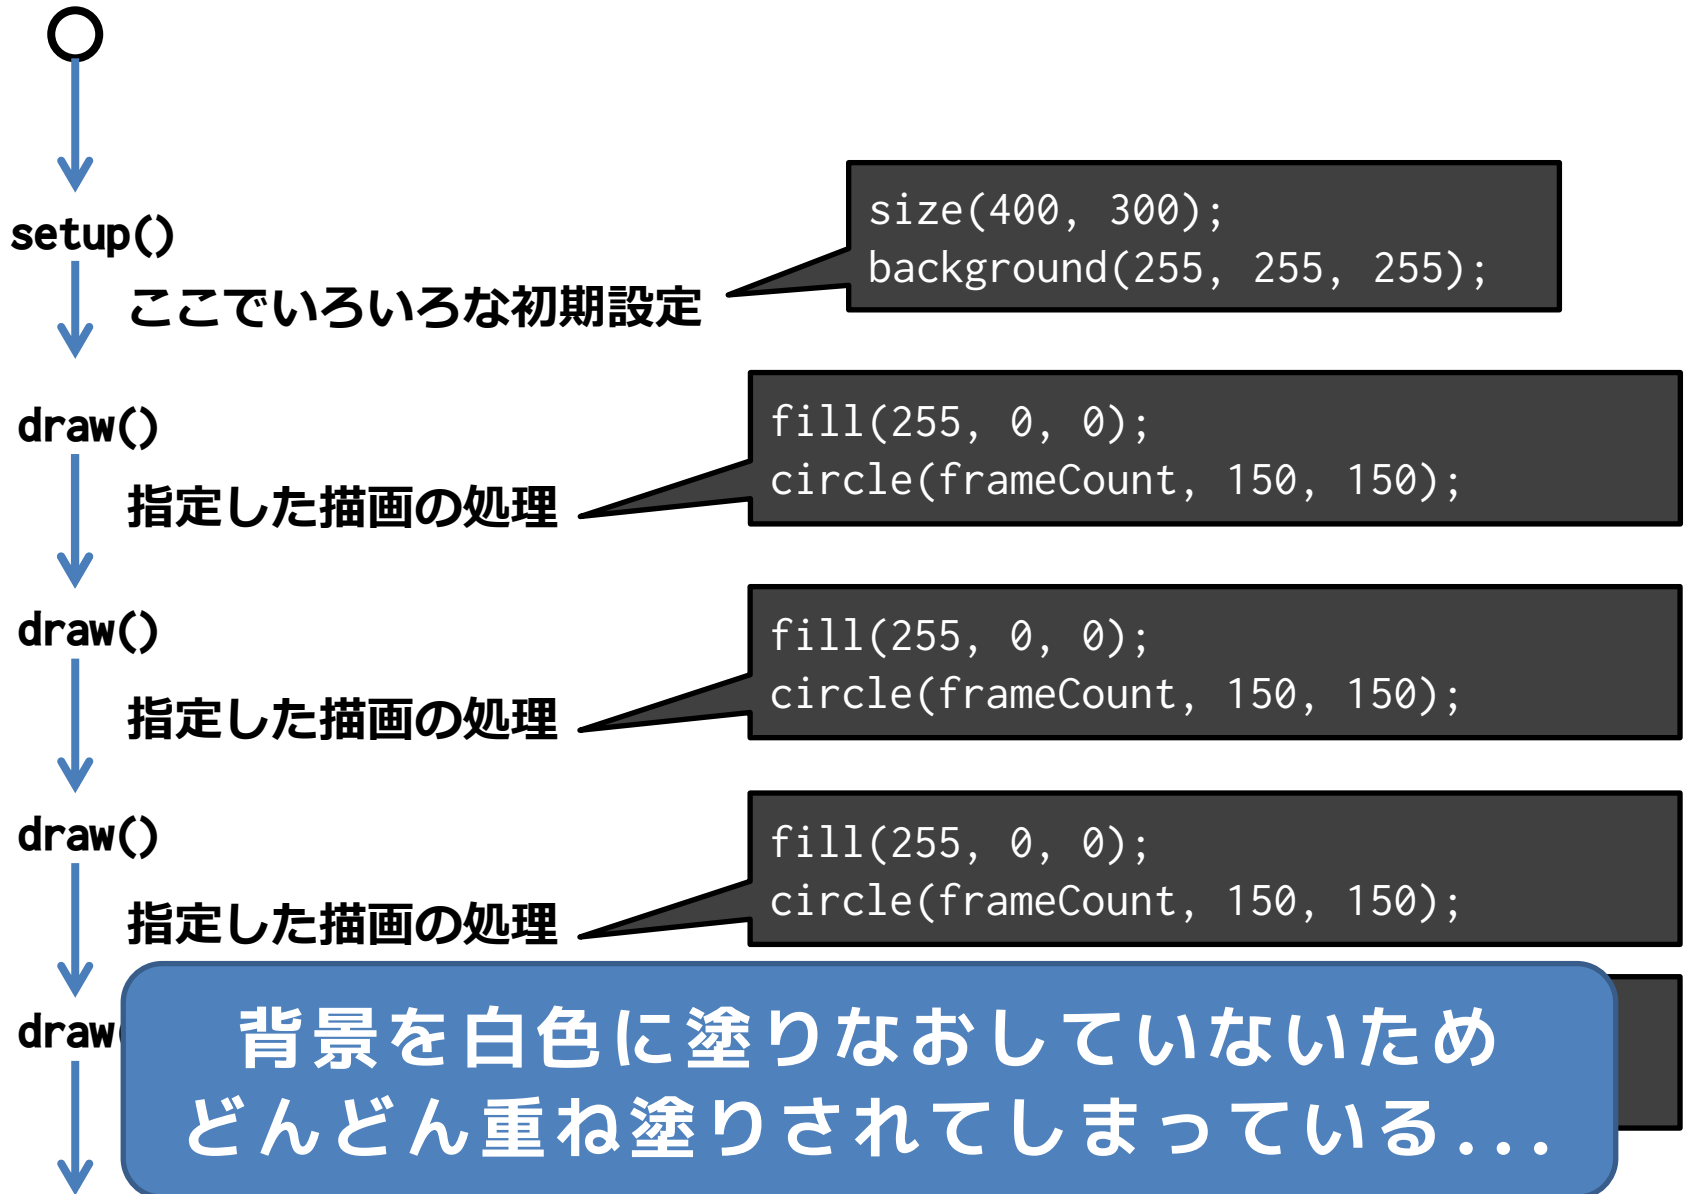 setup()
ここでいろいろな初期設定
size(400, 300);
background(255, 255, 255);
draw()
指定した描画の処理
fill(255, 0, 0);
circle(frameCount, 150, 150);
draw()
指定した描画の処理
fill(255, 0, 0);
circle(frameCount, 150, 150);
draw()
指定した描画の処理
fill(255, 0, 0);
circle(frameCount, 150, 150);
draw(
背景を白色に塗りなおしていないため
どんどん重ね塗りされてしまっている...